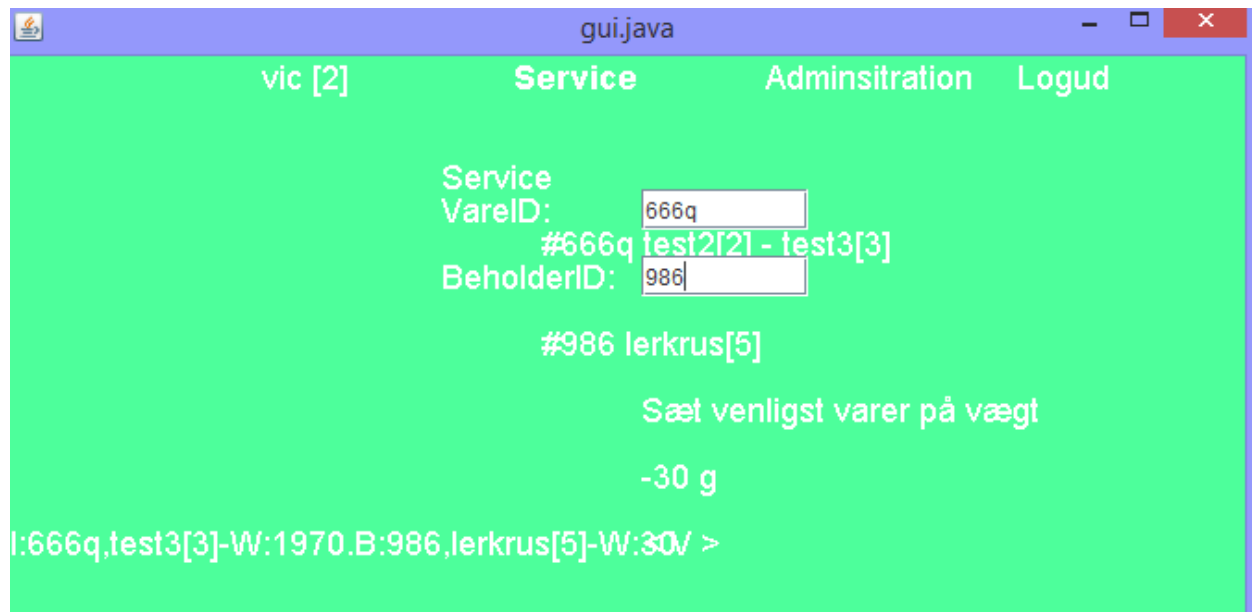 gui.java
vic [2] Service Adminsitration Logud
Service
VareID: 666q
#666q test2[2] - test3[3]
BeholderID: 986
#986 lerkrus[5]
Sæt venligst varer på vægt
-30 g
I:666q,test3[3]-W:1970.B:986,lerkrus[5]-W:30 >